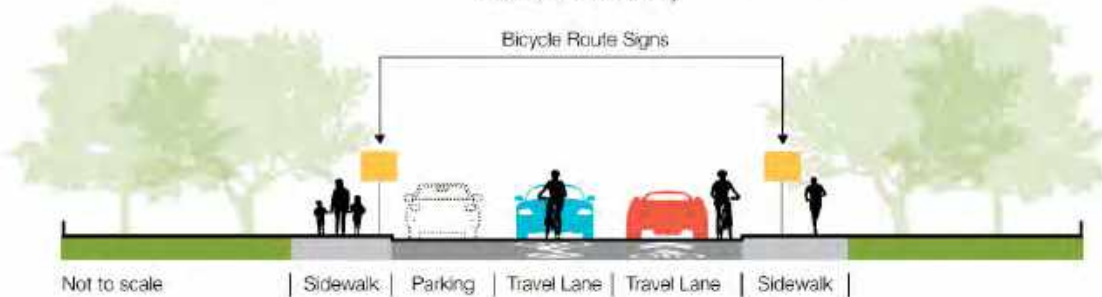 Bicycle Route Signs
Not to scale
Sidewalk
Parking
Travel Lane
Travel Lane
Sidewalk